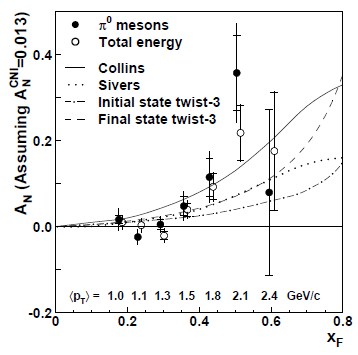 A_N (Assuming A_N^CNI=0.013)
0.4
0.2
0.0
-0.2
π⁰ mesons
Total energy
Collins
Sivers
Initial state twist-3
Final state twist-3
⟨p_T⟩ = 1.0 1.1 1.3 1.5 1.8 2.1 2.4 GeV/c
0 0.2 0.4 0.6 0.8
x_F